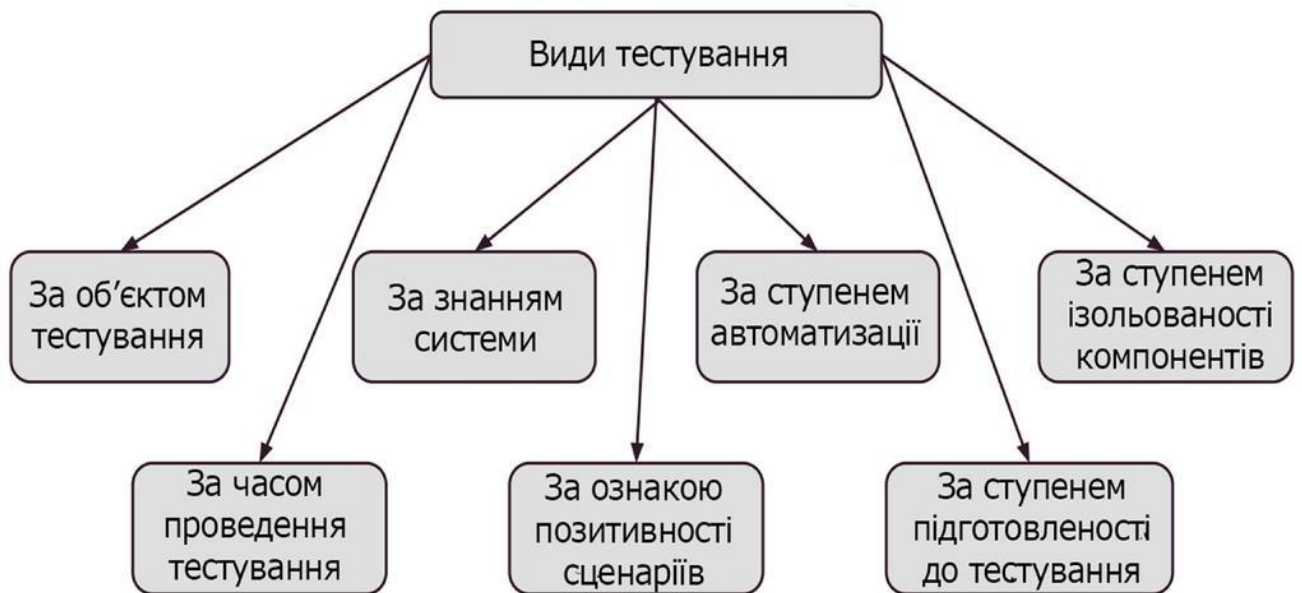 Види тестування
За об’єктом
тестування
За знанням
системи
За ступенем
автоматизації
За ступенем
ізольованості
компонентів
За часом
проведення
тестування
За ознакою
позитивності
сценаріїв
За ступенем
підготовленості
до тестування